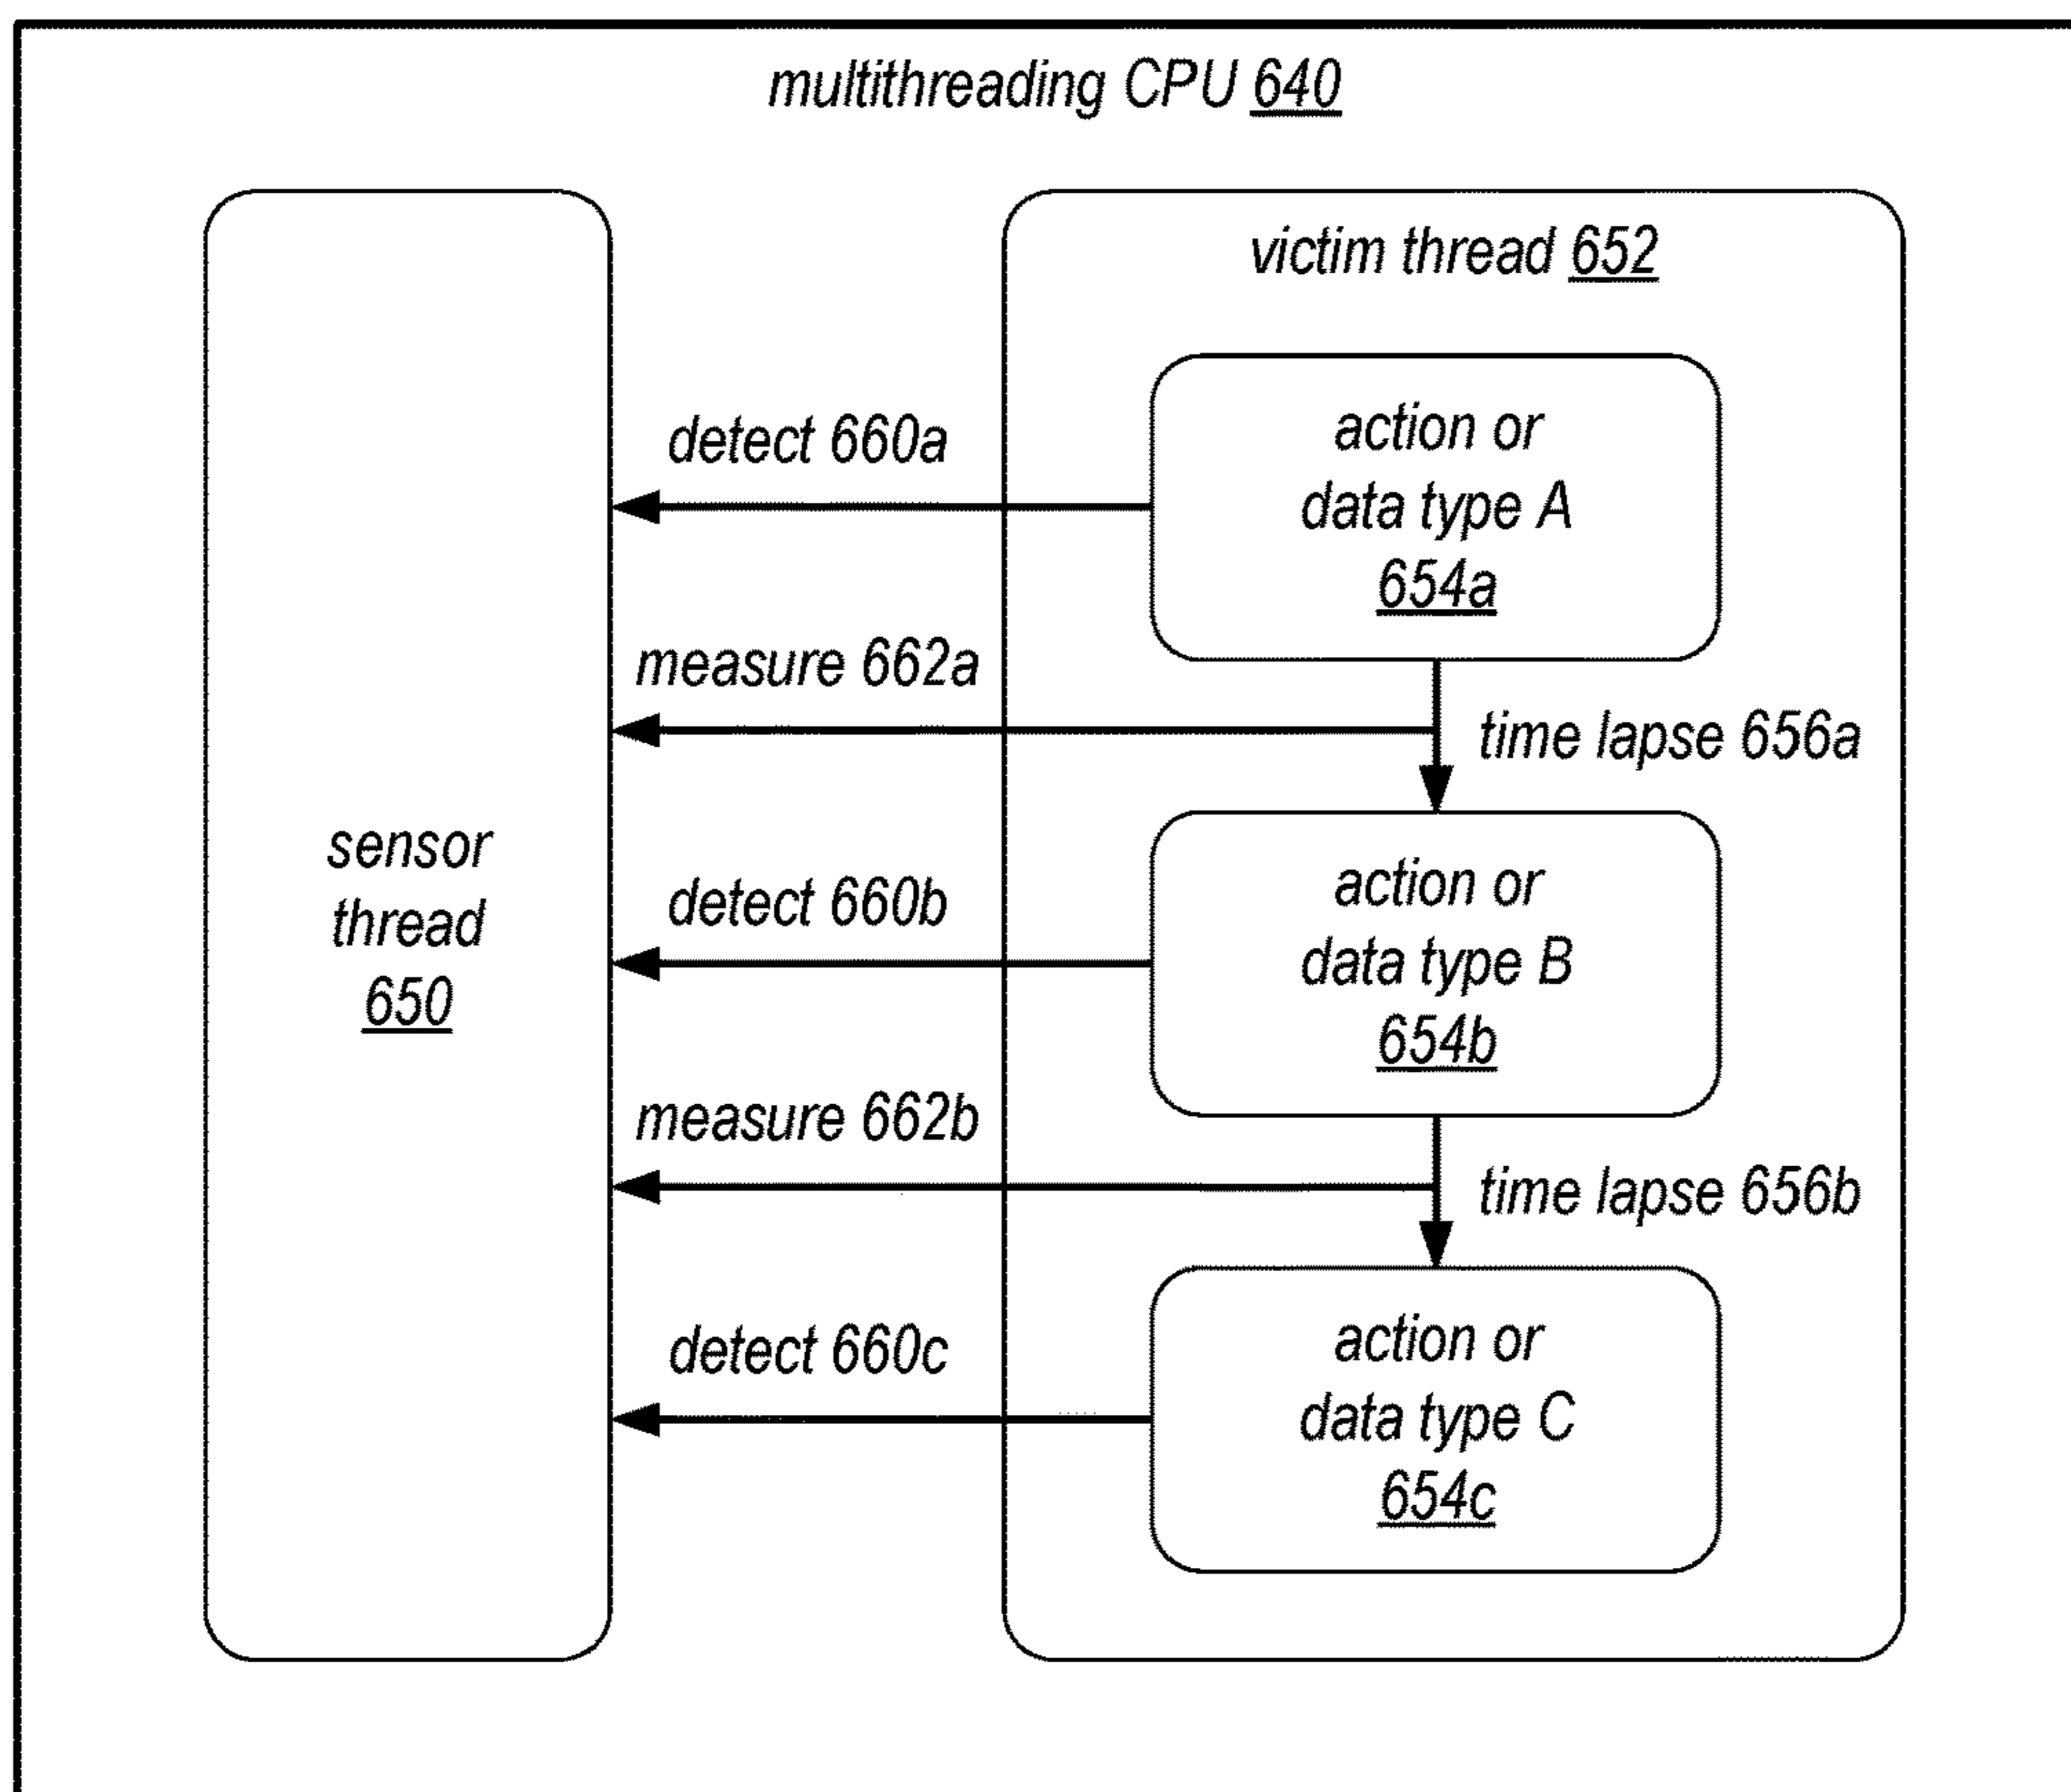 multithreading CPU 640
victim thread 652
action or
data type A
654a
detect 660a
measure 662a
time lapse 656a
sensor
thread
650
detect 660b
action or
data type B
654b
measure 662b
time lapse 656b
detect 660c
action or
data type C
654c